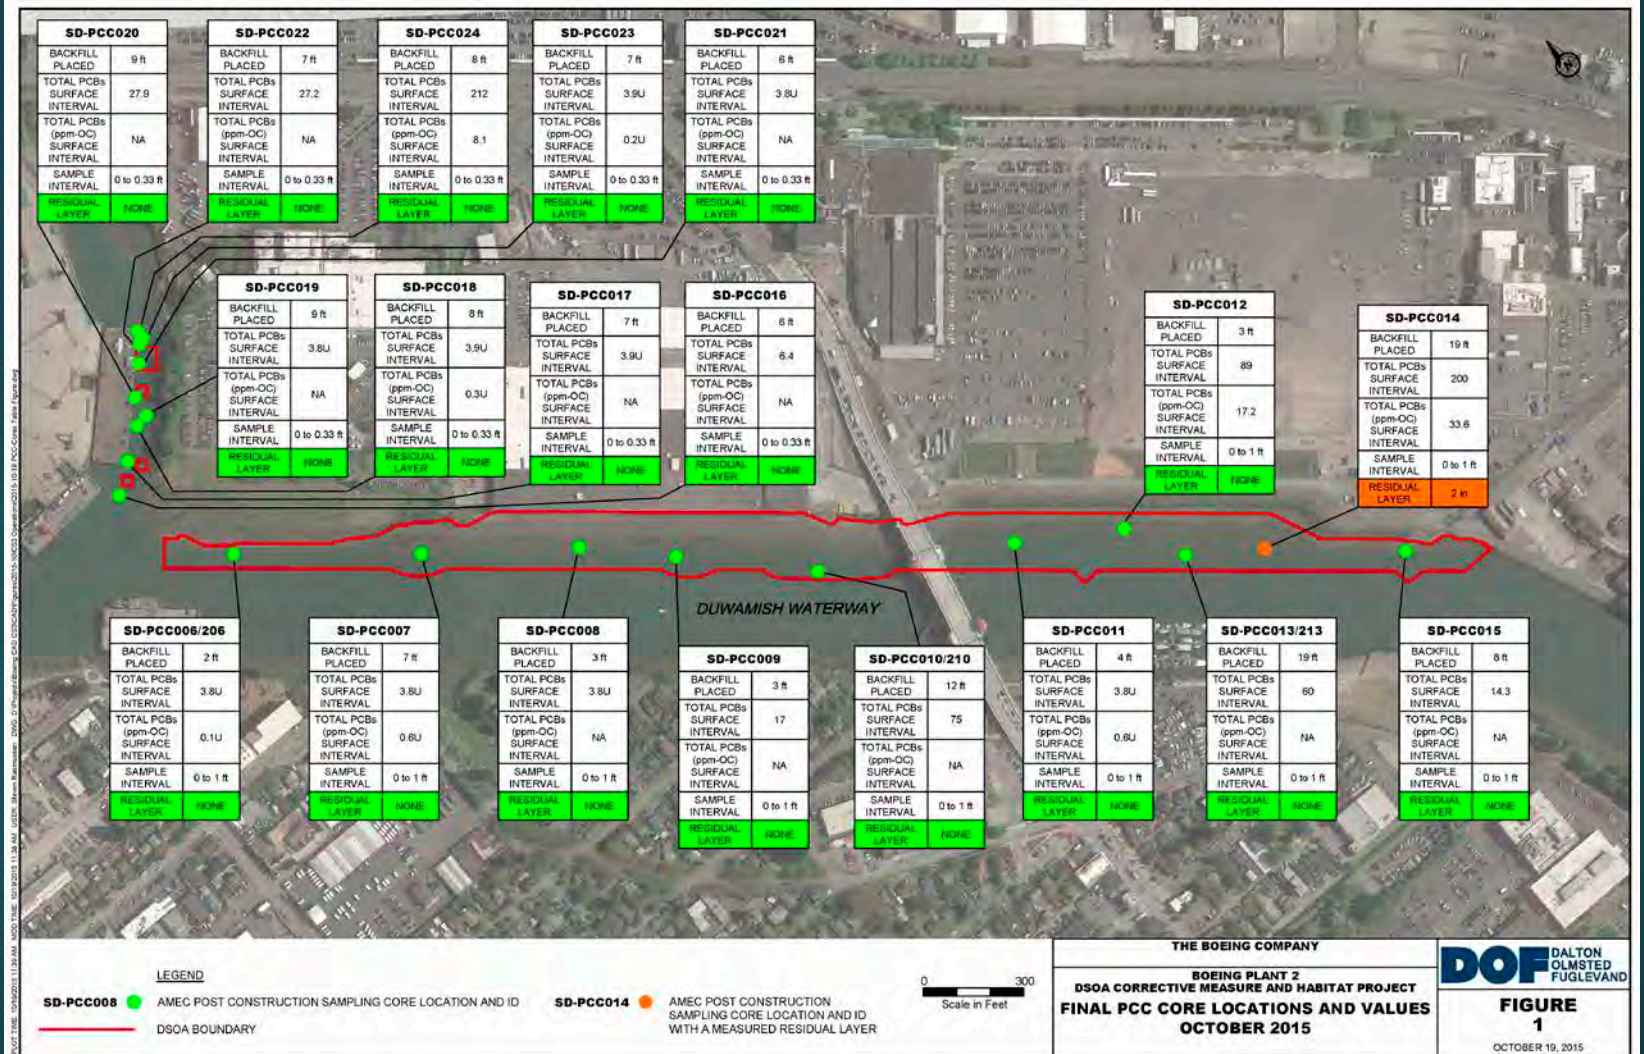 SD-PCC020
BACKFILL
PLACED
9 ft
TOTAL PCBs
SURFACE
INTERVAL
27.9
TOTAL PCBs
(ppm-OC)
SURFACE
INTERVAL
NA
SAMPLE
INTERVAL
0 to 0.33 ft
RESIDUAL
LAYER
NONE
SD-PCC022
BACKFILL
PLACED
7 ft
TOTAL PCBs
SURFACE
INTERVAL
27.2
TOTAL PCBs
(ppm-OC)
SURFACE
INTERVAL
NA
SAMPLE
INTERVAL
0 to 0.33 ft
RESIDUAL
LAYER
NONE
SD-PCC024
BACKFILL
PLACED
8 ft
TOTAL PCBs
SURFACE
INTERVAL
212
TOTAL PCBs
(ppm-OC)
SURFACE
INTERVAL
8.1
SAMPLE
INTERVAL
0 to 0.33 ft
RESIDUAL
LAYER
NONE
SD-PCC023
BACKFILL
PLACED
7 ft
TOTAL PCBs
SURFACE
INTERVAL
3.9U
TOTAL PCBs
(ppm-OC)
SURFACE
INTERVAL
0.2U
SAMPLE
INTERVAL
0 to 0.33 ft
RESIDUAL
LAYER
NONE
SD-PCC021
BACKFILL
PLACED
6 ft
TOTAL PCBs
SURFACE
INTERVAL
3.8U
TOTAL PCBs
(ppm-OC)
SURFACE
INTERVAL
NA
SAMPLE
INTERVAL
0 to 0.33 ft
RESIDUAL
LAYER
NONE
SD-PCC019
BACKFILL
PLACED
9 ft
TOTAL PCBs
SURFACE
INTERVAL
3.8U
TOTAL PCBs
(ppm-OC)
SURFACE
INTERVAL
NA
SAMPLE
INTERVAL
0 to 0.33 ft
RESIDUAL
LAYER
NONE
SD-PCC018
BACKFILL
PLACED
8 ft
TOTAL PCBs
SURFACE
INTERVAL
3.9U
TOTAL PCBs
(ppm-OC)
SURFACE
INTERVAL
0.3U
SAMPLE
INTERVAL
0 to 0.33 ft
RESIDUAL
LAYER
NONE
SD-PCC017
BACKFILL
PLACED
7 ft
TOTAL PCBs
SURFACE
INTERVAL
3.9U
TOTAL PCBs
(ppm-OC)
SURFACE
INTERVAL
NA
SAMPLE
INTERVAL
0 to 0.33 ft
RESIDUAL
LAYER
NONE
SD-PCC016
BACKFILL
PLACED
6 ft
TOTAL PCBs
SURFACE
INTERVAL
6.4
TOTAL PCBs
(ppm-OC)
SURFACE
INTERVAL
NA
SAMPLE
INTERVAL
0 to 0.33 ft
RESIDUAL
LAYER
NONE
SD-PCC012
BACKFILL
PLACED
3 ft
TOTAL PCBs
SURFACE
INTERVAL
89
TOTAL PCBs
(ppm-OC)
SURFACE
INTERVAL
17.2
SAMPLE
INTERVAL
0 to 1 ft
RESIDUAL
LAYER
NONE
SD-PCC014
BACKFILL
PLACED
19 ft
TOTAL PCBs
SURFACE
INTERVAL
200
TOTAL PCBs
(ppm-OC)
SURFACE
INTERVAL
33.6
SAMPLE
INTERVAL
0 to 1 ft
RESIDUAL
LAYER
2 in
DUWAMISH WATERWAY
SD-PCC006/206
BACKFILL
PLACED
2 ft
TOTAL PCBs
SURFACE
INTERVAL
3.8U
TOTAL PCBs
(ppm-OC)
SURFACE
INTERVAL
0.1U
SAMPLE
INTERVAL
0 to 1 ft
RESIDUAL
LAYER
NONE
SD-PCC007
BACKFILL
PLACED
7 ft
TOTAL PCBs
SURFACE
INTERVAL
3.8U
TOTAL PCBs
(ppm-OC)
SURFACE
INTERVAL
0.6U
SAMPLE
INTERVAL
0 to 1 ft
RESIDUAL
LAYER
NONE
SD-PCC008
BACKFILL
PLACED
3 ft
TOTAL PCBs
SURFACE
INTERVAL
3.8U
TOTAL PCBs
(ppm-OC)
SURFACE
INTERVAL
NA
SAMPLE
INTERVAL
0 to 1 ft
RESIDUAL
LAYER
NONE
SD-PCC009
BACKFILL
PLACED
3 ft
TOTAL PCBs
SURFACE
INTERVAL
17
TOTAL PCBs
(ppm-OC)
SURFACE
INTERVAL
NA
SAMPLE
INTERVAL
0 to 1 ft
RESIDUAL
LAYER
NONE
SD-PCC010/210
BACKFILL
PLACED
12 ft
TOTAL PCBs
SURFACE
INTERVAL
75
TOTAL PCBs
(ppm-OC)
SURFACE
INTERVAL
NA
SAMPLE
INTERVAL
0 to 1 ft
RESIDUAL
LAYER
NONE
SD-PCC011
BACKFILL
PLACED
4 ft
TOTAL PCBs
SURFACE
INTERVAL
3.8U
TOTAL PCBs
(ppm-OC)
SURFACE
INTERVAL
0.6U
SAMPLE
INTERVAL
0 to 1 ft
RESIDUAL
LAYER
NONE
SD-PCC013/213
BACKFILL
PLACED
19 ft
TOTAL PCBs
SURFACE
INTERVAL
60
TOTAL PCBs
(ppm-OC)
SURFACE
INTERVAL
NA
SAMPLE
INTERVAL
0 to 1 ft
RESIDUAL
LAYER
NONE
SD-PCC015
BACKFILL
PLACED
8 ft
TOTAL PCBs
SURFACE
INTERVAL
14.3
TOTAL PCBs
(ppm-OC)
SURFACE
INTERVAL
NA
SAMPLE
INTERVAL
0 to 1 ft
RESIDUAL
LAYER
NONE
LEGEND
SD-PCC008 AMEC POST CONSTRUCTION SAMPLING CORE LOCATION AND ID
DSOA BOUNDARY
SD-PCC014 AMEC POST CONSTRUCTION
SAMPLING CORE LOCATION AND ID
WITH A MEASURED RESIDUAL LAYER
0 300
Scale in Feet
THE BOEING COMPANY
BOEING PLANT 2
DSOA CORRECTIVE MEASURE AND HABITAT PROJECT
FINAL PCC CORE LOCATIONS AND VALUES
OCTOBER 2015
DOF DALTON
OLMSTED
FUGLEVAND
FIGURE
1
OCTOBER 19, 2015